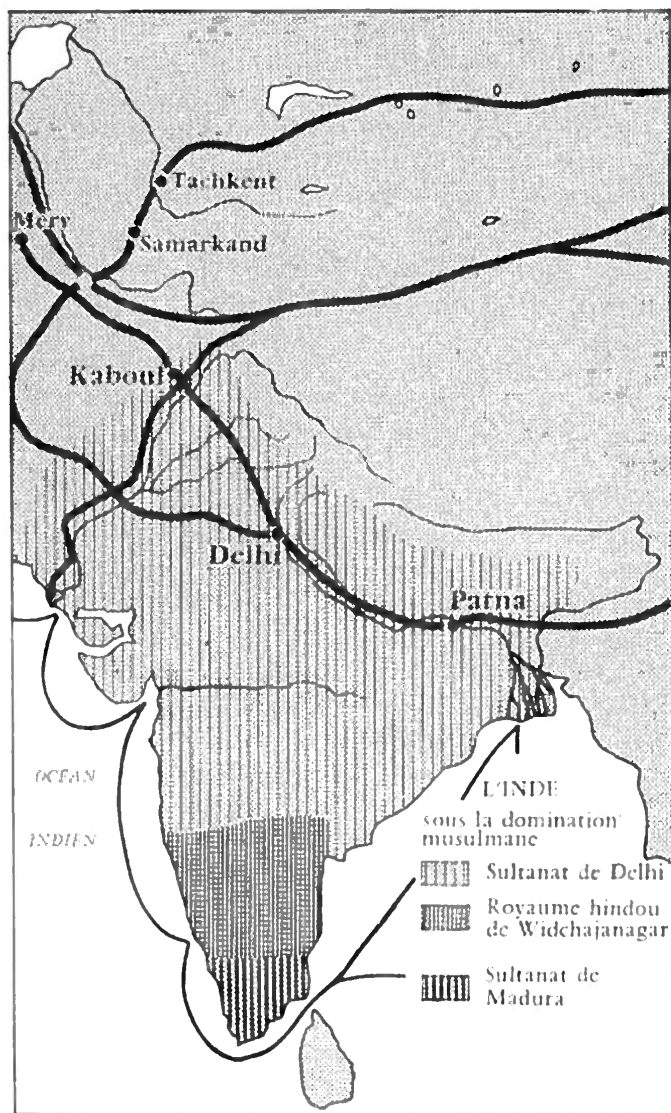 Tachkent
Merv
Samarkand
Kaboul
Delhi
Patna
OCÉAN
INDIEN
L'INDE
sous la domination
musulmane
Sultanat de Delhi
Royaume hindou
de Widchajanagar
Sultanat de
Madura